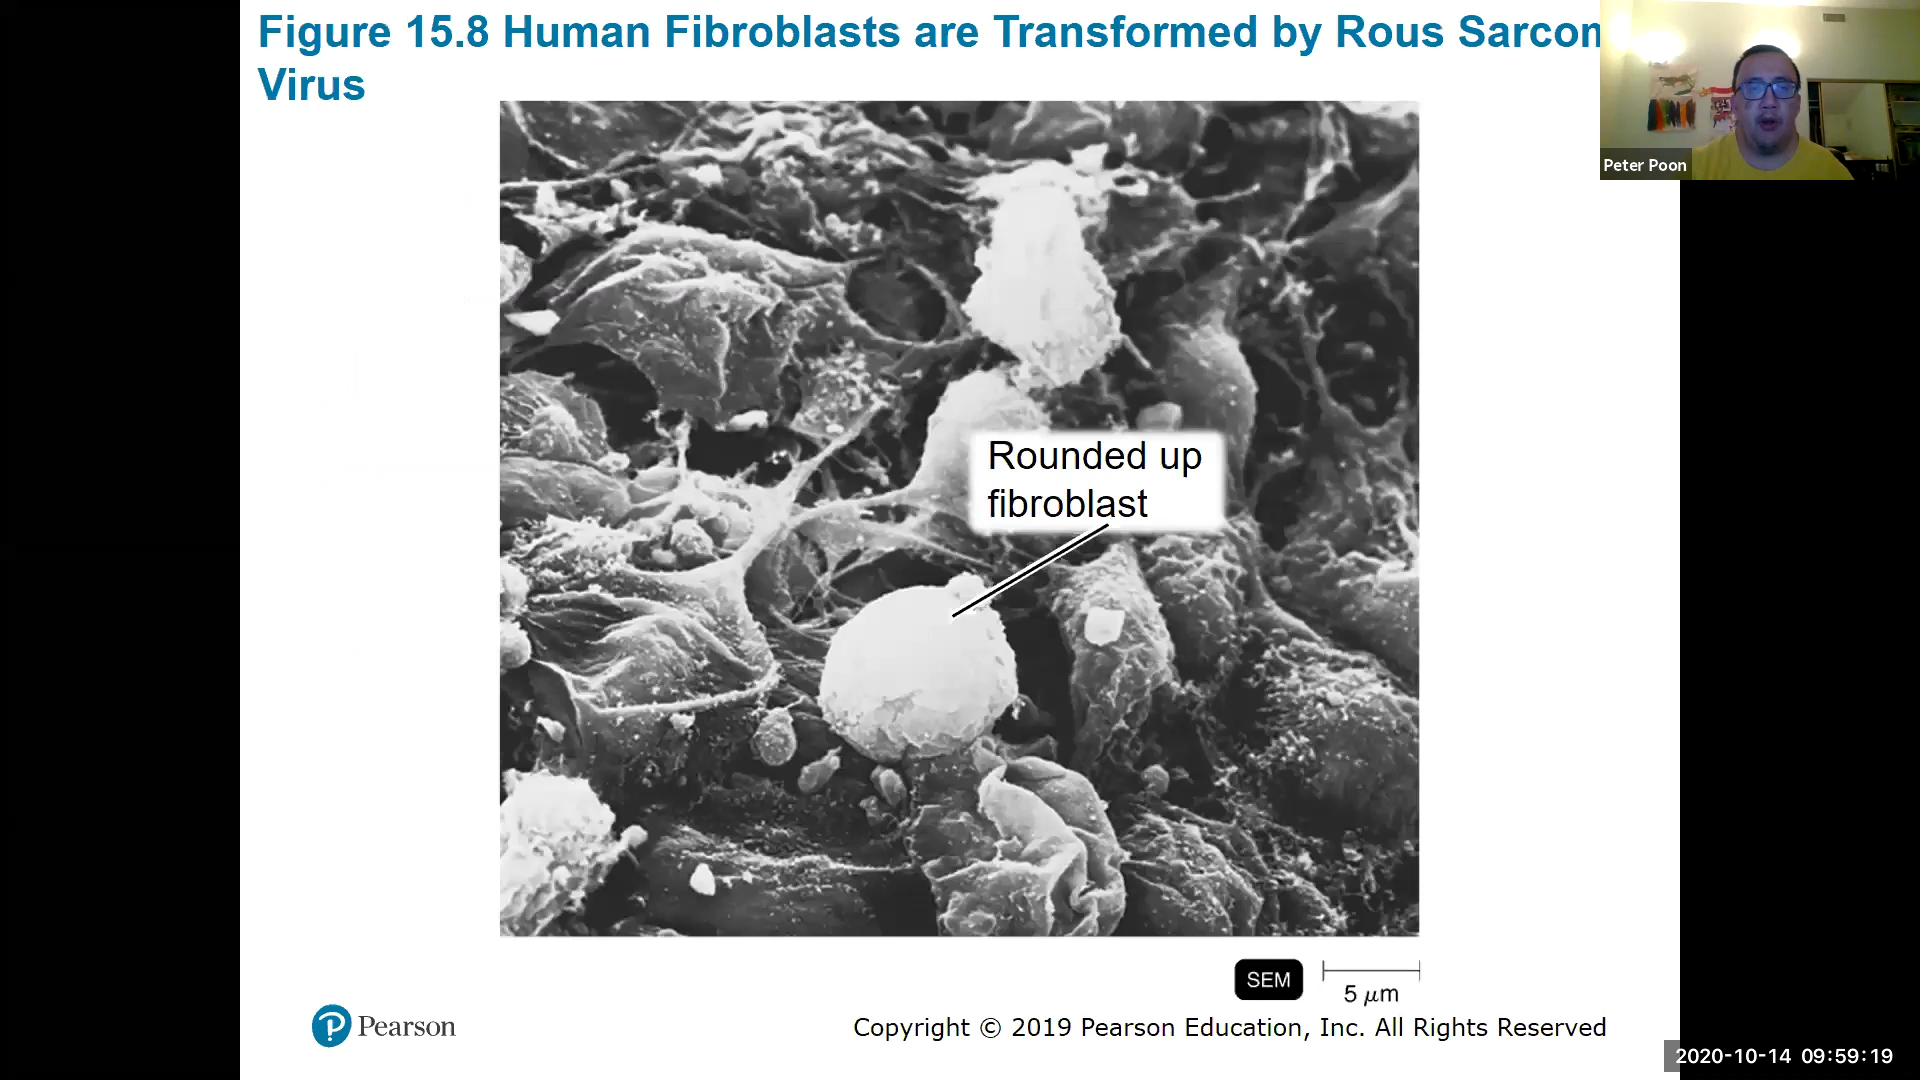 Figure 15.8 Human Fibroblasts are Transformed by Rous Sarcom
Virus
Peter Poon
Rounded up
fibroblast
SEM
5 μm
Pearson
Copyright © 2019 Pearson Education, Inc. All Rights Reserved
2020-10-14 09:59:19